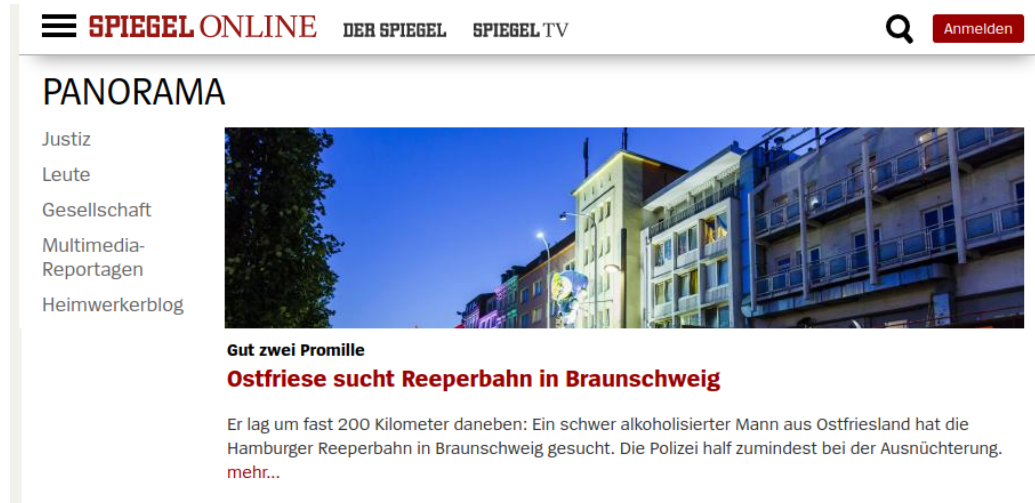 SPIEGEL ONLINE DER SPIEGEL SPIEGEL TV Anmelden
PANORAMA
Justiz
Leute
Gesellschaft
Multimedia-
Reportagen
Heimwerkerblog
Gut zwei Promille
Ostfriese sucht Reeperbahn in Braunschweig
Er lag um fast 200 Kilometer daneben: Ein schwer alkoholisierter Mann aus Ostfriesland hat die
Hamburger Reeperbahn in Braunschweig gesucht. Die Polizei half zumindest bei der Ausnüchterung.
mehr...